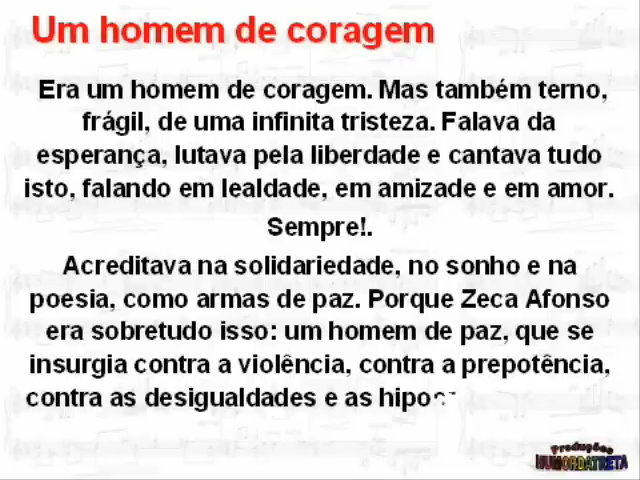 Um homem de coragem
Era um homem de coragem. Mas também terno,
frágil, de uma infinita tristeza. Falava da
esperança, lutava pela liberdade e cantava tudo
isto, falando em lealdade, em amizade e em amor.
Sempre!.
Acreditava na solidariedade, no sonho e na
poesia, como armas de paz. Porque Zeca Afonso
era sobretudo isso: um homem de paz, que se
insurgia contra a violência, contra a prepotência,
contra as desigualdades e as hipoc
Produções
HUMORDATRETA